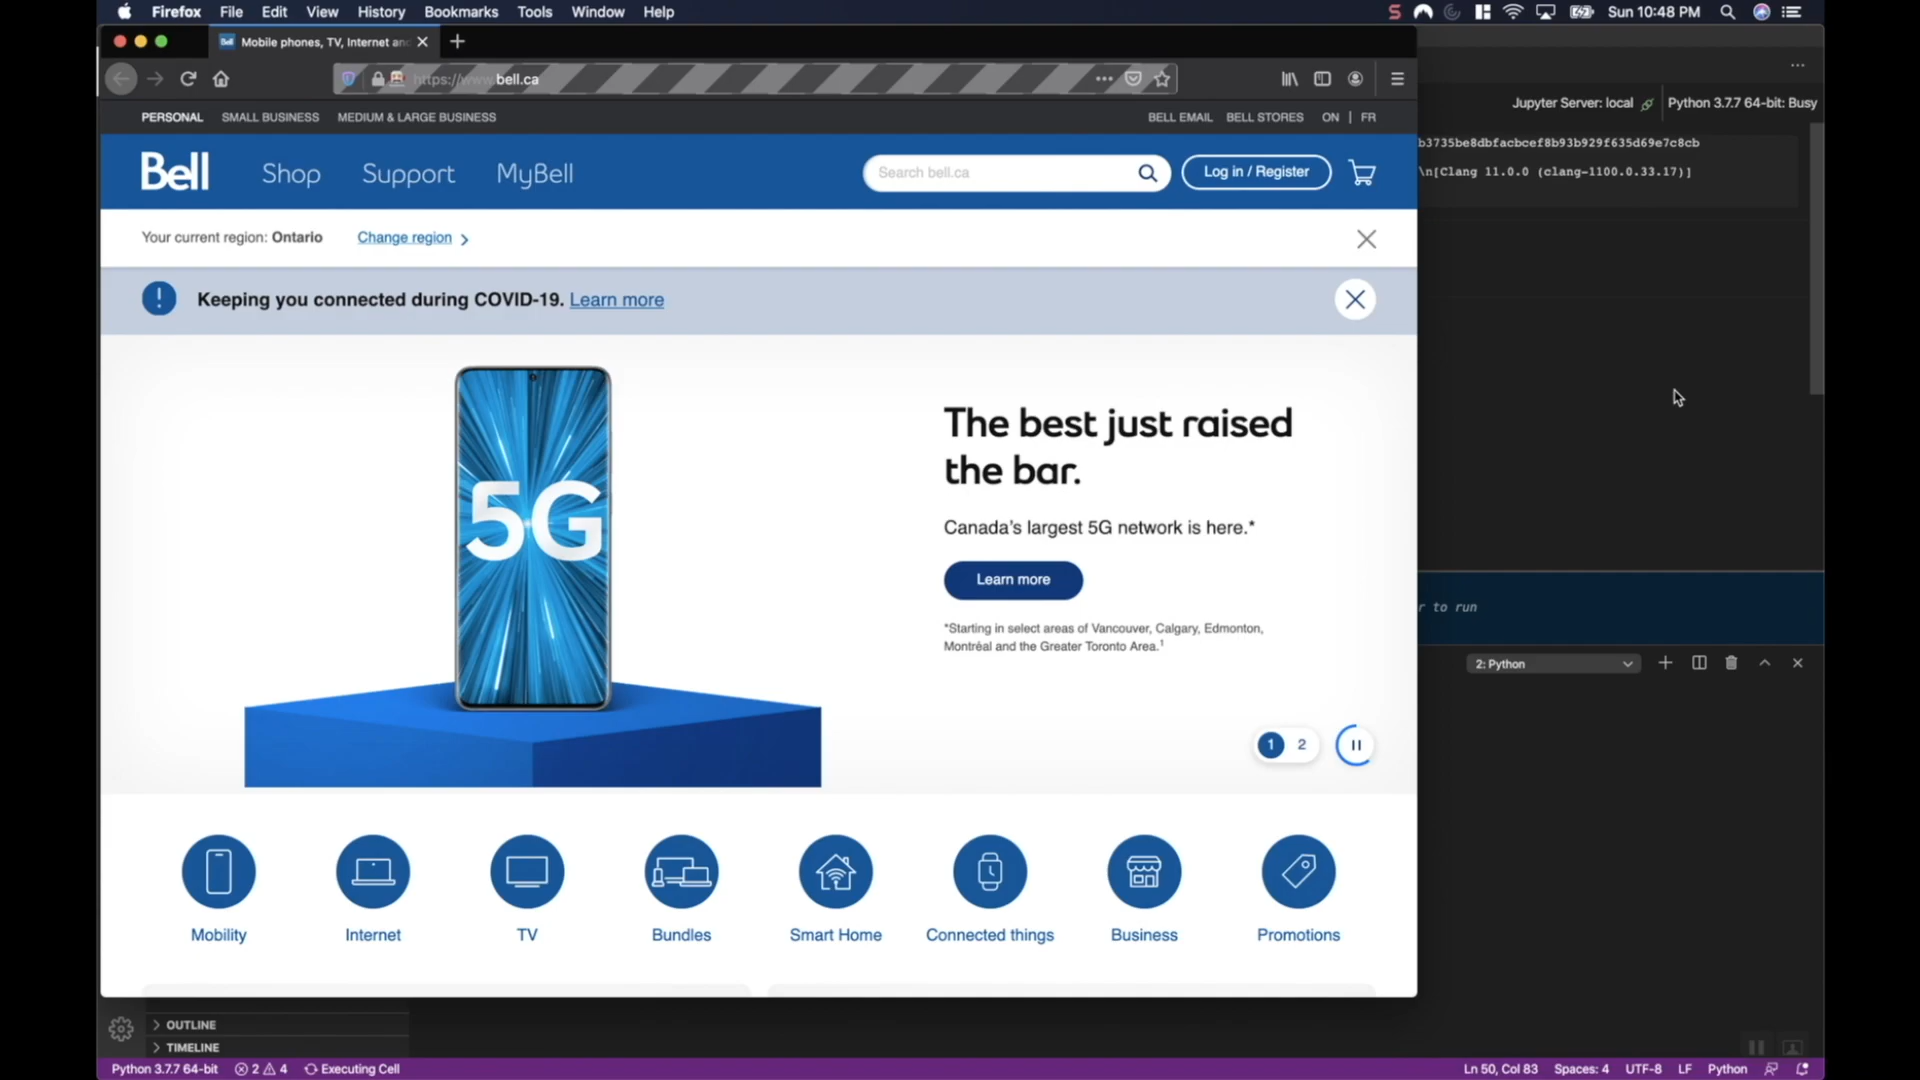 Firefox File Edit View History Bookmarks Tools Window Help
Sun 10:48 PM
Mobile phones, TV, Internet an
https://www.bell.ca
PERSONAL SMALL BUSINESS MEDIUM & LARGE BUSINESS
BELL EMAIL BELL STORES ON | FR
Jupyter Server: local
Python 3.7.7 64-bit: Busy
b3735be8dbfacbcef8b93b929f635d69e7c8cb
\n[Clang 11.0.0 (clang-1100.0.33.17)]
Bell Shop Support MyBell
Search bell.ca
Log in / Register
Your current region: Ontario Change region
Keeping you connected during COVID-19. Learn more
5G
The best just raised
the bar.
Canada's largest 5G network is here.*
Learn more
*Starting in select areas of Vancouver, Calgary, Edmonton,
Montréal and the Greater Toronto Area.1
r to run
2: Python
1 2
Mobility Internet TV Bundles Smart Home Connected things Business Promotions
OUTLINE
TIMELINE
Python 3.7.7 64-bit 2 4 Executing Cell
Ln 50, Col 83 Spaces: 4 UTF-8 LF Python